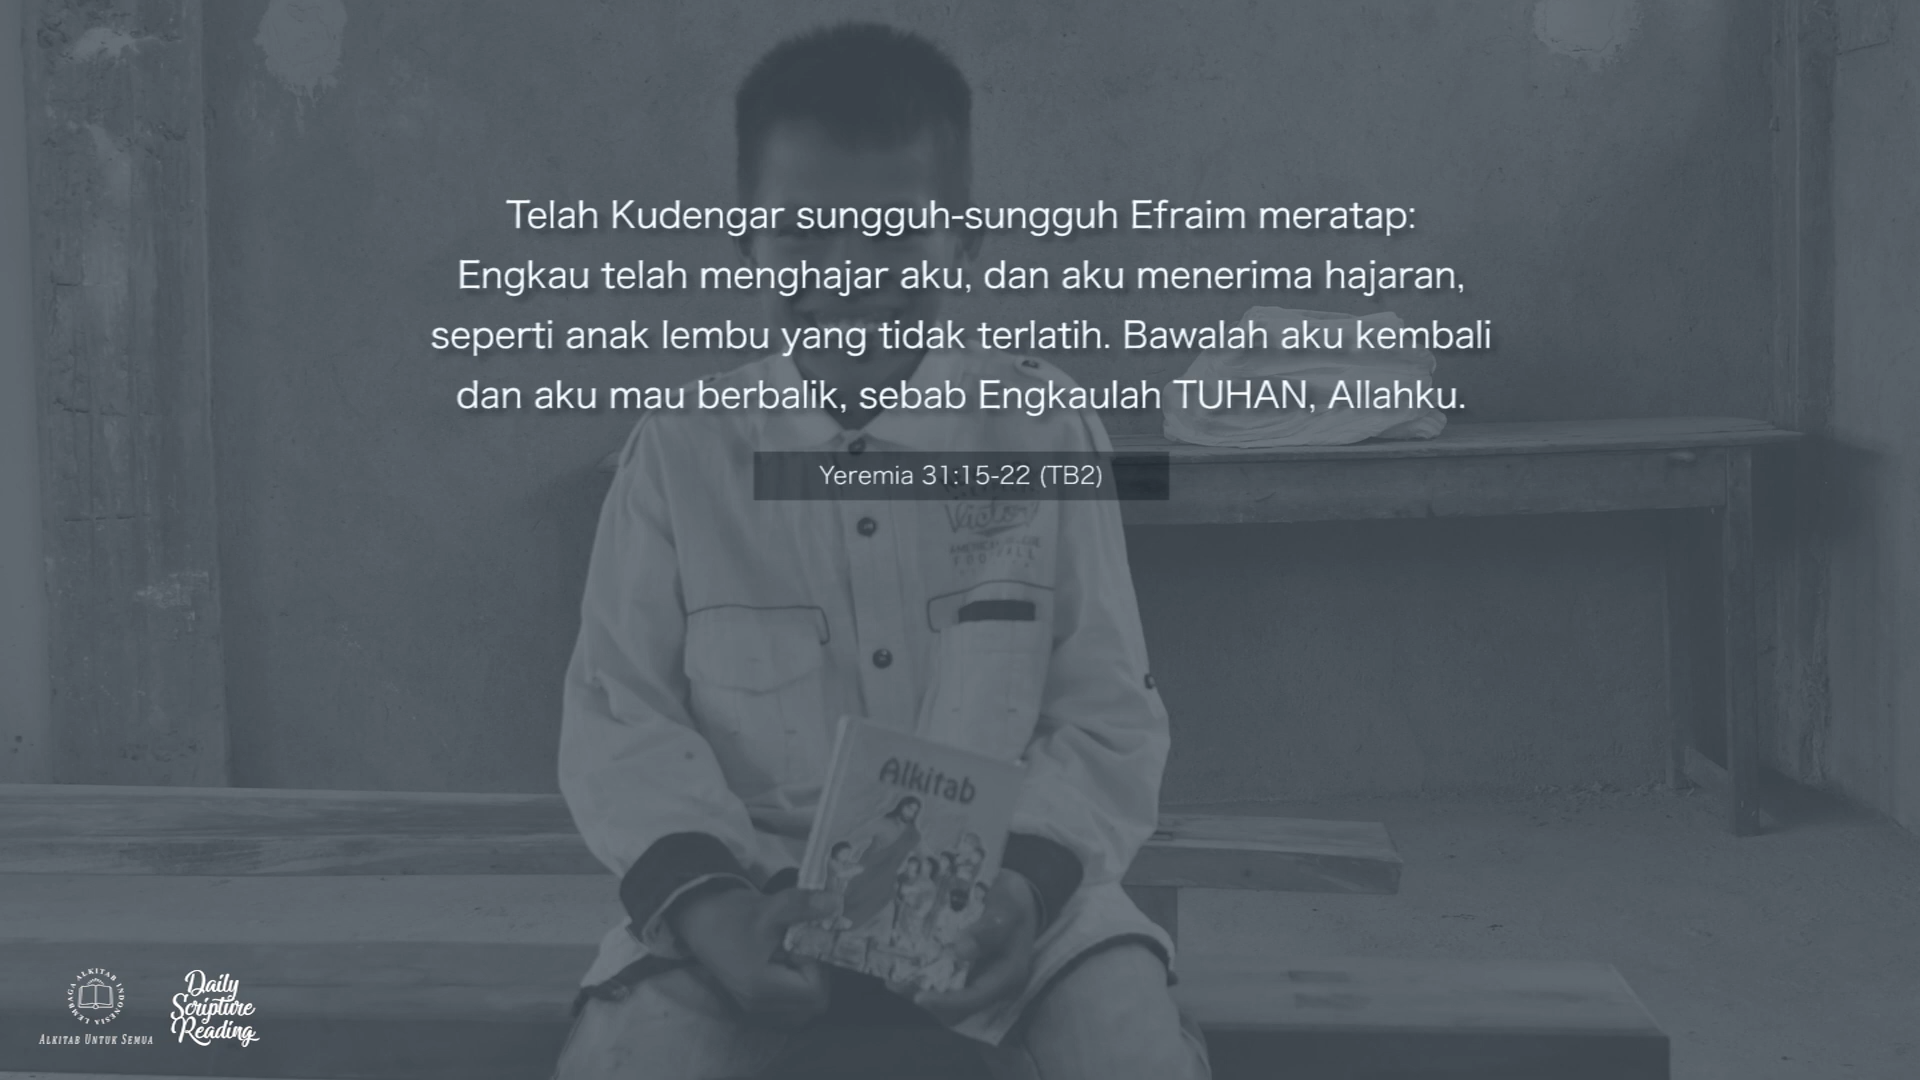 Telah Kudengar sungguh-sungguh Efraim meratap:
Engkau telah menghajar aku, dan aku menerima hajaran,
seperti anak lembu yang tidak terlatih. Bawalah aku kembali
dan aku mau berbalik, sebab Engkaulah TUHAN, Allahku.
Yeremia 31:15-22 (TB2)
Victor
Alkitab
LEMBAGA ALKITAB INDONESIA
ALKITAB UNTUK SEMUA
Daily
Scripture
Reading